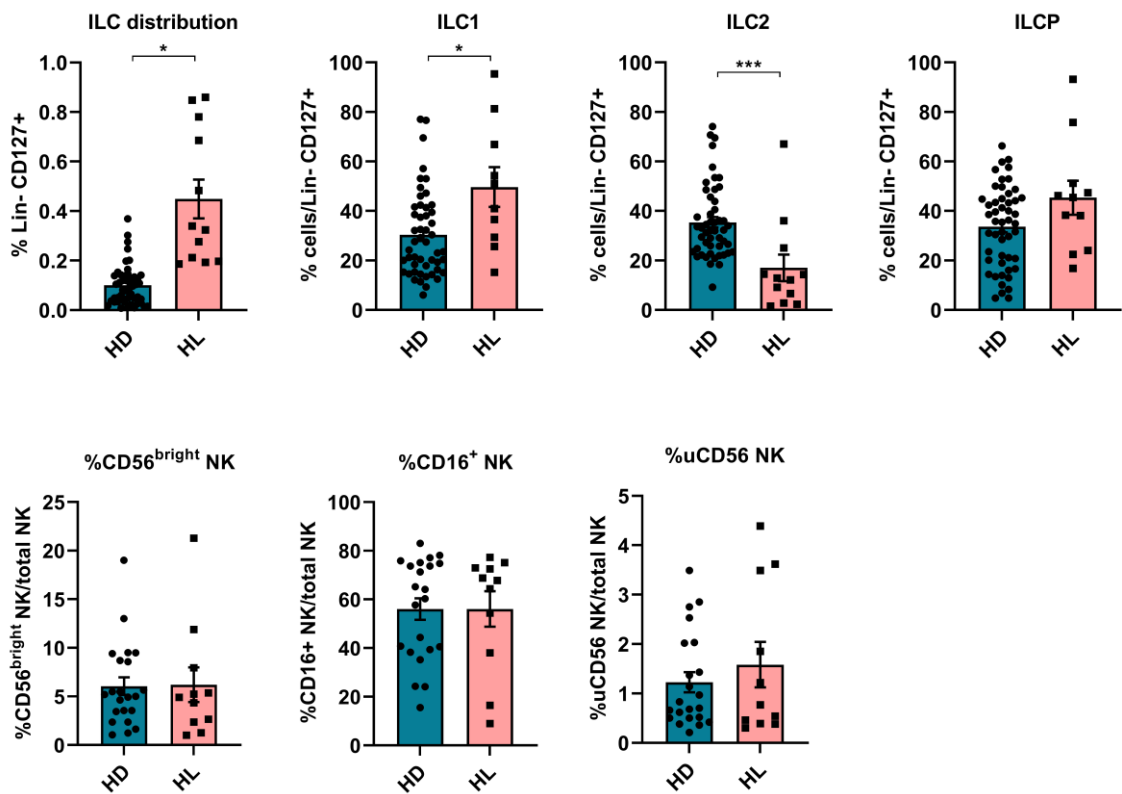 ILC distribution
*
% Lin- CD127+
1.0
0.8
0.6
0.4
0.2
0.0
HD
HL
ILC1
*
% cells/Lin- CD127+
100
80
60
40
20
0
HD
HL
ILC2
***
% cells/Lin- CD127+
100
80
60
40
20
0
HD
HL
ILCP
% cells/Lin- CD127+
100
80
60
40
20
0
HD
HL
%CD56bright NK
%CD56bright NK/total NK
25
20
15
10
5
0
HD
HL
%CD16+ NK
%CD16+ NK/total NK
100
80
60
40
20
0
HD
HL
%uCD56 NK
%uCD56 NK/total NK
5
4
3
2
1
0
HD
HL